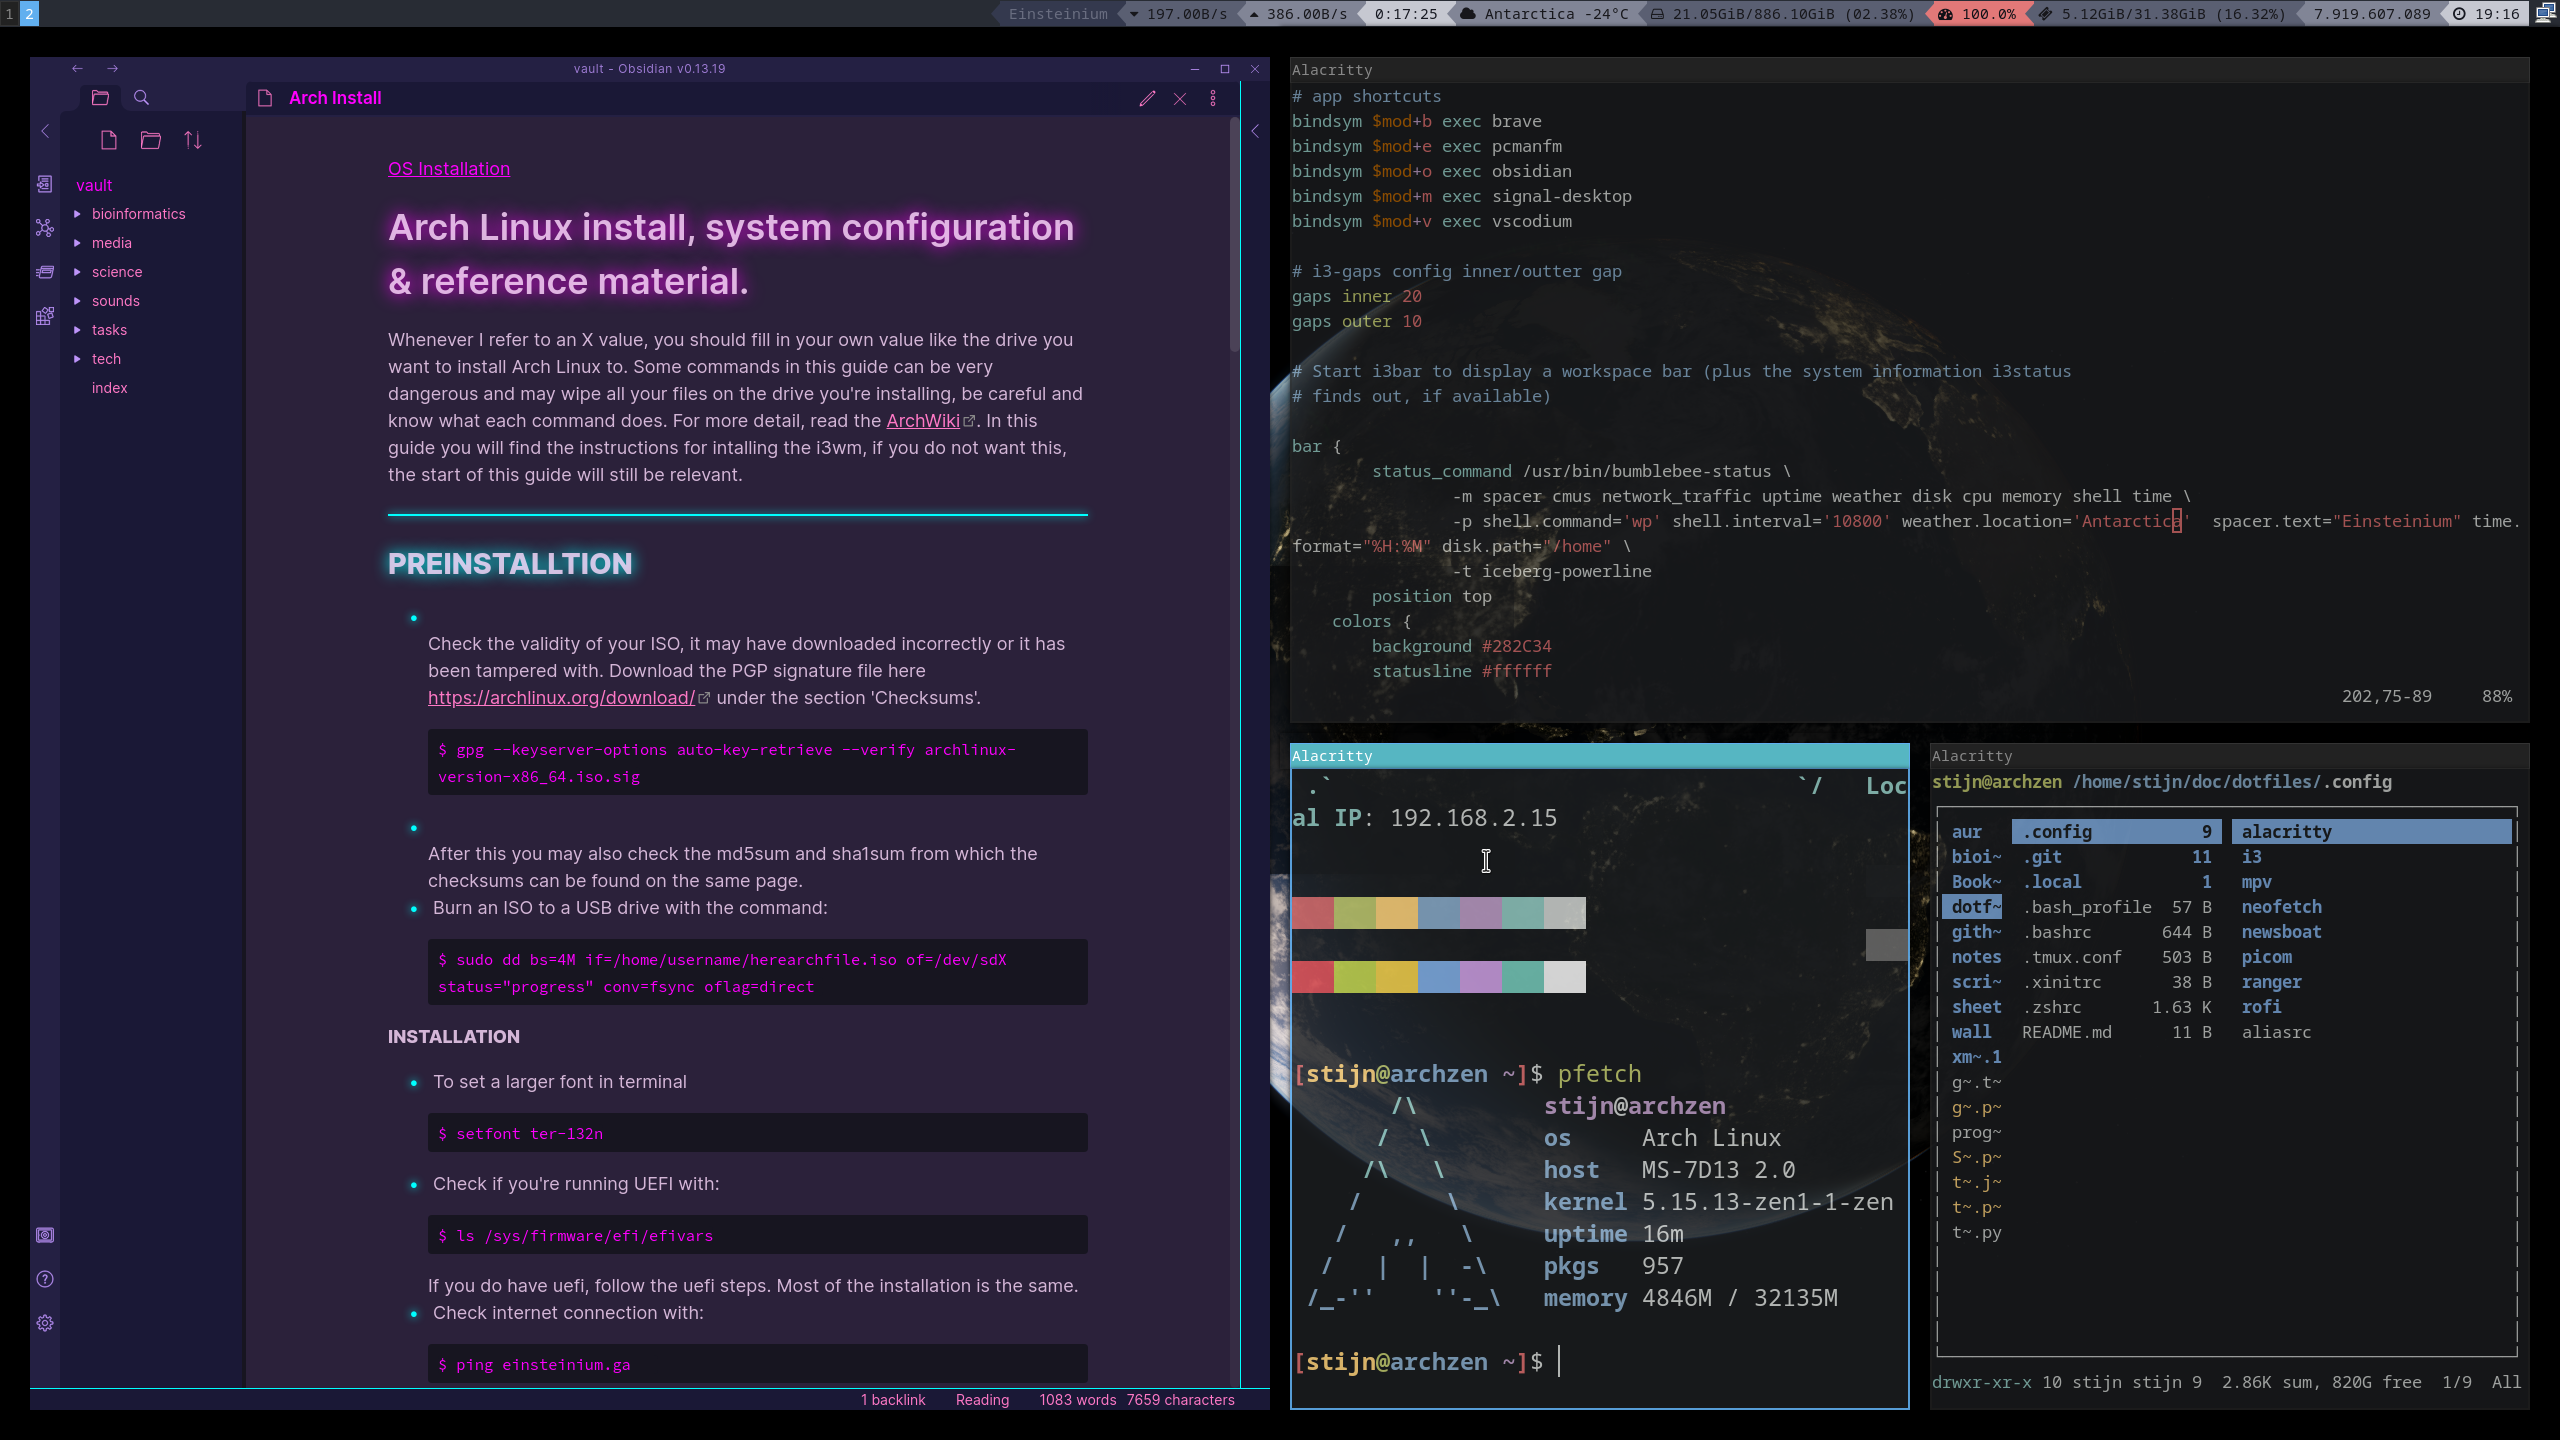 1 2
Einsteinium 197.00B/s 386.00B/s 0:17:25 Antarctica -24°C 21.05GiB/886.10GiB (02.38%) 100.0% 5.12GiB/31.38GiB (16.32%) 7.919.607.089 19:16
vault - Obsidian v0.13.19
Arch Install
vault
bioinformatics
media
science
sounds
tasks
tech
index
OS Installation
Arch Linux install, system configuration
& reference material.
Whenever I refer to an X value, you should fill in your own value like the drive you
want to install Arch Linux to. Some commands in this guide can be very
dangerous and may wipe all your files on the drive you're installing, be careful and
know what each command does. For more detail, read the ArchWiki. In this
guide you will find the instructions for intalling the i3wm, if you do not want this,
the start of this guide will still be relevant.
PREINSTALLTION
Check the validity of your ISO, it may have downloaded incorrectly or it has
been tampered with. Download the PGP signature file here
https://archlinux.org/download/ under the section 'Checksums'.
$ gpg --keyserver-options auto-key-retrieve --verify archlinux-
version-x86_64.iso.sig
After this you may also check the md5sum and sha1sum from which the
checksums can be found on the same page.
Burn an ISO to a USB drive with the command:
$ sudo dd bs=4M if=/home/username/herearchfile.iso of=/dev/sdX
status="progress" conv=fsync oflag=direct
INSTALLATION
To set a larger font in terminal
$ setfont ter-132n
Check if you're running UEFI with:
$ ls /sys/firmware/efi/efivars
If you do have uefi, follow the uefi steps. Most of the installation is the same.
Check internet connection with:
$ ping einsteinium.ga
1 backlink Reading 1083 words 7659 characters
Alacritty
# app shortcuts
bindsym $mod+b exec brave
bindsym $mod+e exec pcmanfm
bindsym $mod+o exec obsidian
bindsym $mod+m exec signal-desktop
bindsym $mod+v exec vscodium
# i3-gaps config inner/outter gap
gaps inner 20
gaps outer 10
# Start i3bar to display a workspace bar (plus the system information i3status
# finds out, if available)
bar {
status_command /usr/bin/bumblebee-status \
-m spacer cmus network_traffic uptime weather disk cpu memory shell time \
-p shell.command='wp' shell.interval='10800' weather.location='Antarctica' spacer.text="Einsteinium" time.
format="%H:%M" disk.path="/home" \
-t iceberg-powerline
position top
colors {
background #282C34
statusline #ffffff
202,75-89 88%
Alacritty
.` `/ Loc
al IP: 192.168.2.15
[stijn@archzen ~]$ pfetch
/\ stijn@archzen
/ \ os Arch Linux
/\ \ host MS-7D13 2.0
/ \ kernel 5.15.13-zen1-1-zen
/ ,, \ uptime 16m
/ | | -\ pkgs 957
/_-'' ''-_\ memory 4846M / 32135M
[stijn@archzen ~]$
Alacritty
stijn@archzen /home/stijn/doc/dotfiles/.config
aur .config 9 alacritty
bioi~ .git 11 i3
Book~ .local 1 mpv
dotf~ .bash_profile 57 B neofetch
gith~ .bashrc 644 B newsboat
notes .tmux.conf 503 B picom
scri~ .xinitrc 38 B ranger
sheet .zshrc 1.63 K rofi
wall README.md 11 B aliasrc
xm~.1
g~.t~
g~.p~
prog~
S~.p~
t~.j~
t~.p~
t~.py
drwxr-xr-x 10 stijn stijn 9 2.86K sum, 820G free 1/9 All